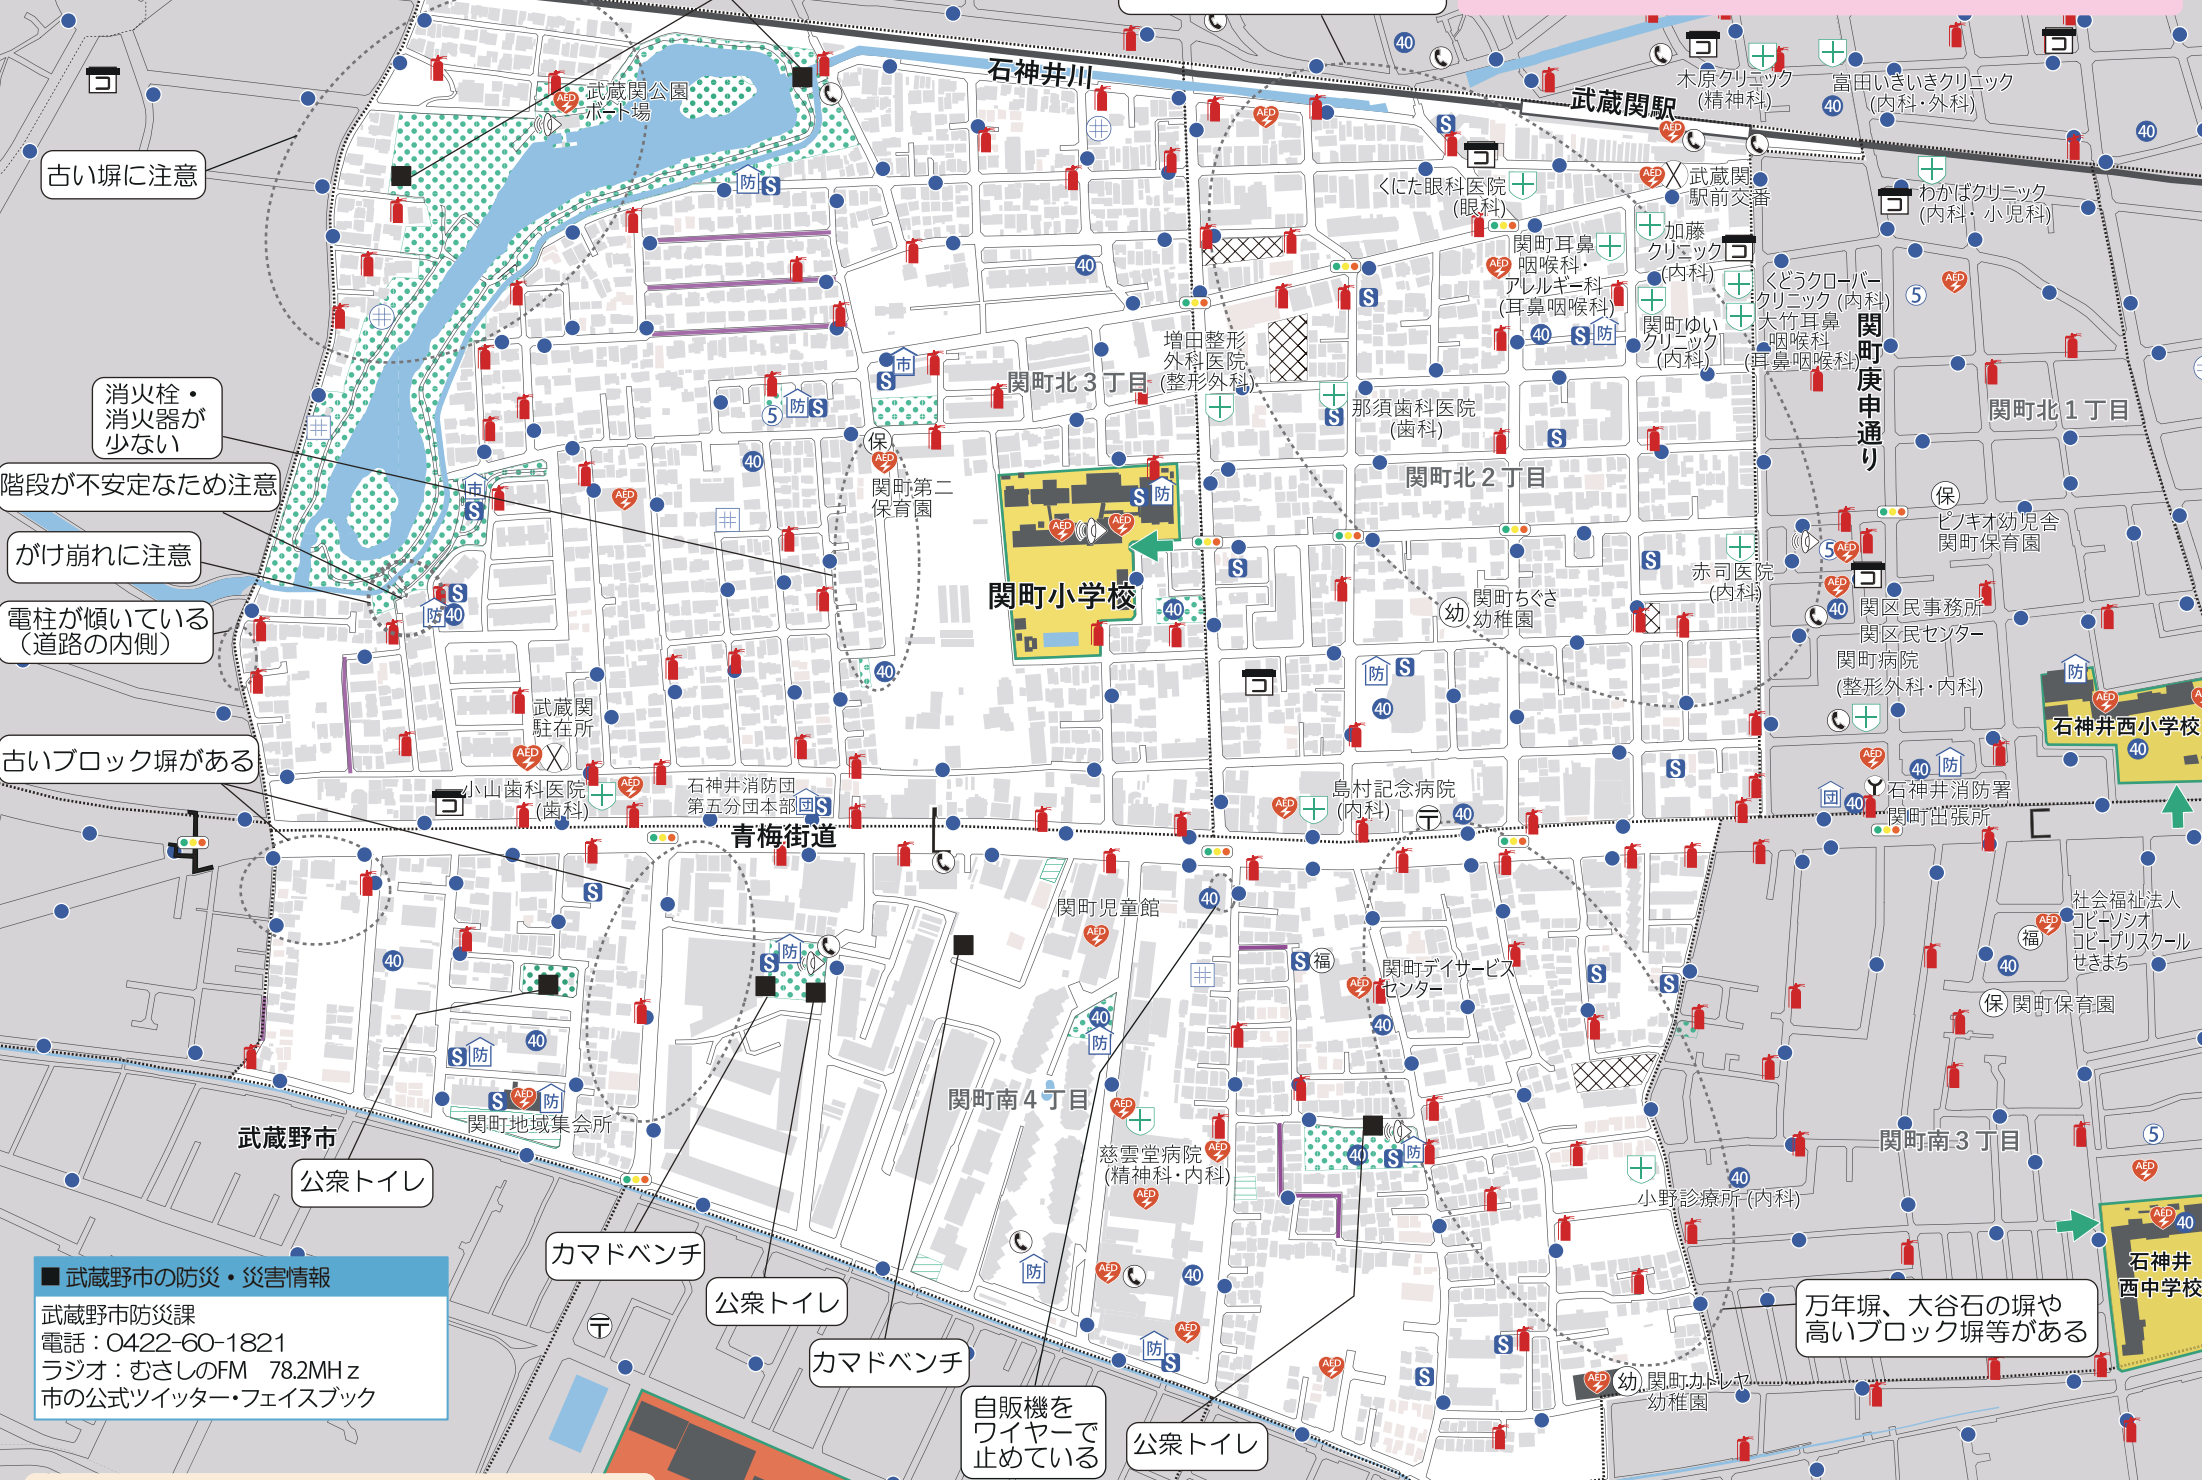 石神井川
武蔵関駅
木原クリニック
(精神科)
富田いきいきクリニック
(内科・外科)
武蔵関公園
ボート場
古い塀に注意
くにた眼科医院
(眼科)
武蔵関
駅前交番
わかばクリニック
(内科・小児科)
加藤
クリニック
(内科)
関町耳鼻
咽喉科・
アレルギー科
(耳鼻咽喉科)
くどうクローバー
クリニック (内科)
大竹耳鼻
咽喉科
(耳鼻咽喉科)
関町ゆい
クリニック
(内科)
関町庚申通り
増田整形
外科医院
(整形外科)
関町北3丁目
那須歯科医院
(歯科)
関町北1丁目
関町北2丁目
消火栓・
消火器が
少ない
階段が不安定なため注意
がけ崩れに注意
電柱が傾いている
(道路の内側)
関町第二
保育園
関町小学校
ピノキオ幼児舎
関町保育園
赤司医院
(内科)
関町ちぐさ
幼稚園
関区民事務所
関区民センター
関町病院
(整形外科・内科)
石神井西小学校
武蔵関
駐在所
古いブロック塀がある
小山歯科医院
(歯科)
石神井消防団
第五分団本部
島村記念病院
(内科)
石神井消防署
関町出張所
青梅街道
関町児童館
社会福祉法人
コビーソシオ
コビープリスクール
せきまち
関町デイサービス
センター
関町保育園
関町南4丁目
関町地域集会所
武蔵野市
公衆トイレ
慈雲堂病院
(精神科・内科)
関町南3丁目
小野診療所 (内科)
カマドベンチ
公衆トイレ
カマドベンチ
自販機を
ワイヤーで
止めている
公衆トイレ
石神井
西中学校
万年塀、大谷石の塀や
高いブロック塀等がある
関町カトレヤ
幼稚園
■ 武蔵野市の防災・災害情報
武蔵野市防災課
電話：0422-60-1821
ラジオ：むさしのFM　78.2MHz
市の公式ツイッター・フェイスブック